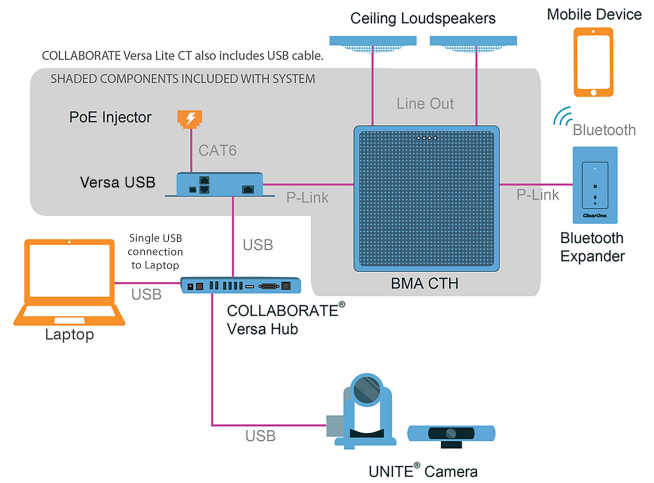 Ceiling Loudspeakers
Mobile Device
COLLABORATE Versa Lite CT also includes USB cable.
SHADED COMPONENTS INCLUDED WITH SYSTEM
PoE Injector
Line Out
Bluetooth
CAT6
Versa USB
P-Link
P-Link
ClearOne
Bluetooth
Expander
Single USB
connection
to Laptop
USB
USB
BMA CTH
COLLABORATE®
Versa Hub
Laptop
USB
UNITE® Camera